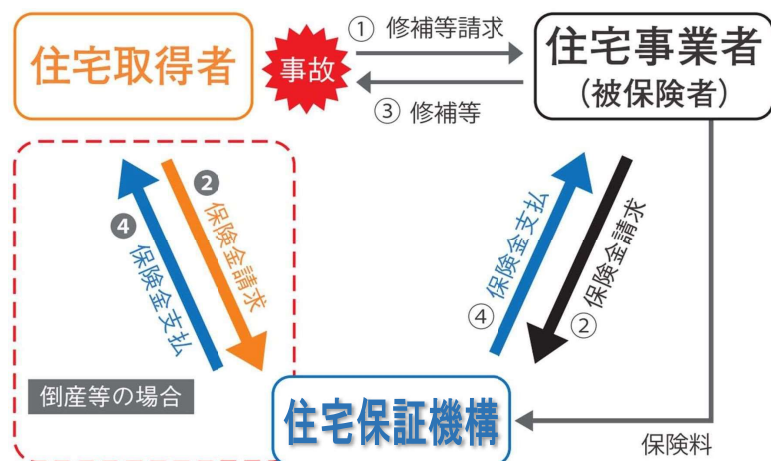 住宅取得者
事故
① 修補等請求
③ 修補等
住宅事業者
(被保険者)
❹ 保険金支払
❷ 保険金請求
④ 保険金支払
② 保険金請求
倒産等の場合
住宅保証機構
保険料